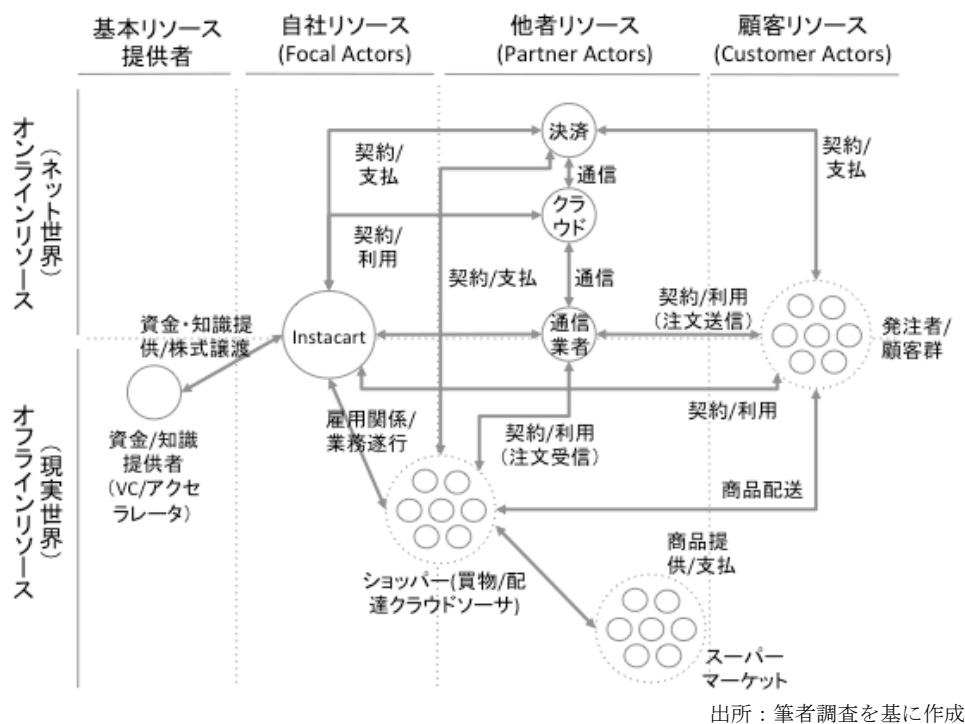 基本リソース
提供者
自社リソース
(Focal Actors)
他者リソース
(Partner Actors)
顧客リソース
(Customer Actors)
オンラインリソース
（ネット世界）
オフラインリソース
（現実世界）
決済
契約/
支払
契約/
支払
通信
クラ
ウド
契約/
利用
契約/支払
通信
契約/利用
（注文送信）
資金・知識提
供/株式譲渡
Instacart
通信
業者
発注者/
顧客群
雇用関係/
業務遂行
契約/利用
（注文受信）
契約/利用
資金/知識
提供者
（VC/アクセ
ラレータ）
商品配送
商品提
供/支払
ショッパー(買物/配
達クラウドソーサ)
スーパー
マーケット
出所：筆者調査を基に作成